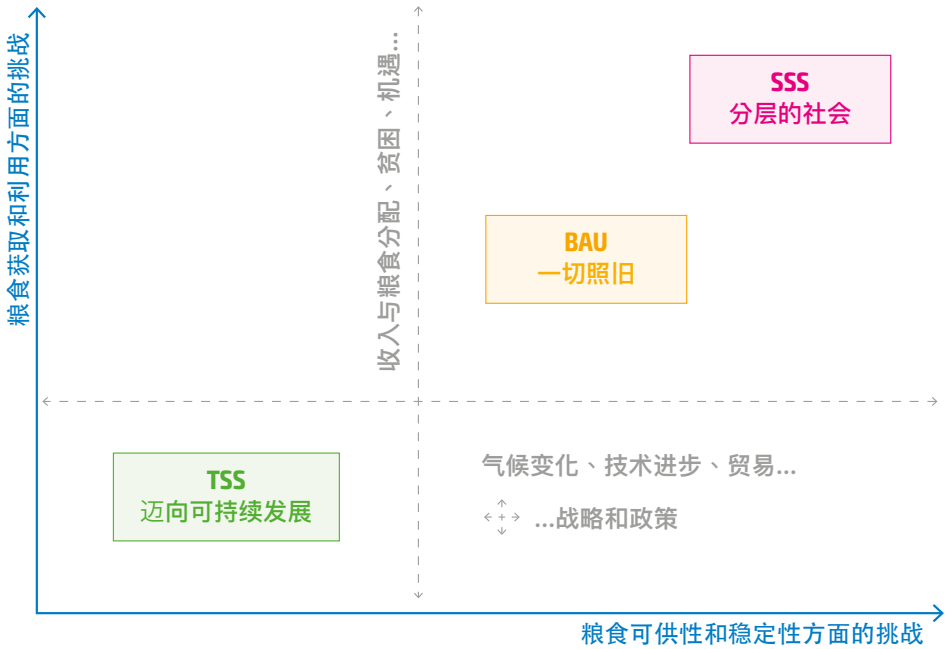 粮食获取和利用方面的挑战
收入与粮食分配、贫困、机遇...
SSS
分层的社会
BAU
一切照旧
TSS
迈向可持续发展
气候变化、技术进步、贸易...
...战略和政策
粮食可供性和稳定性方面的挑战